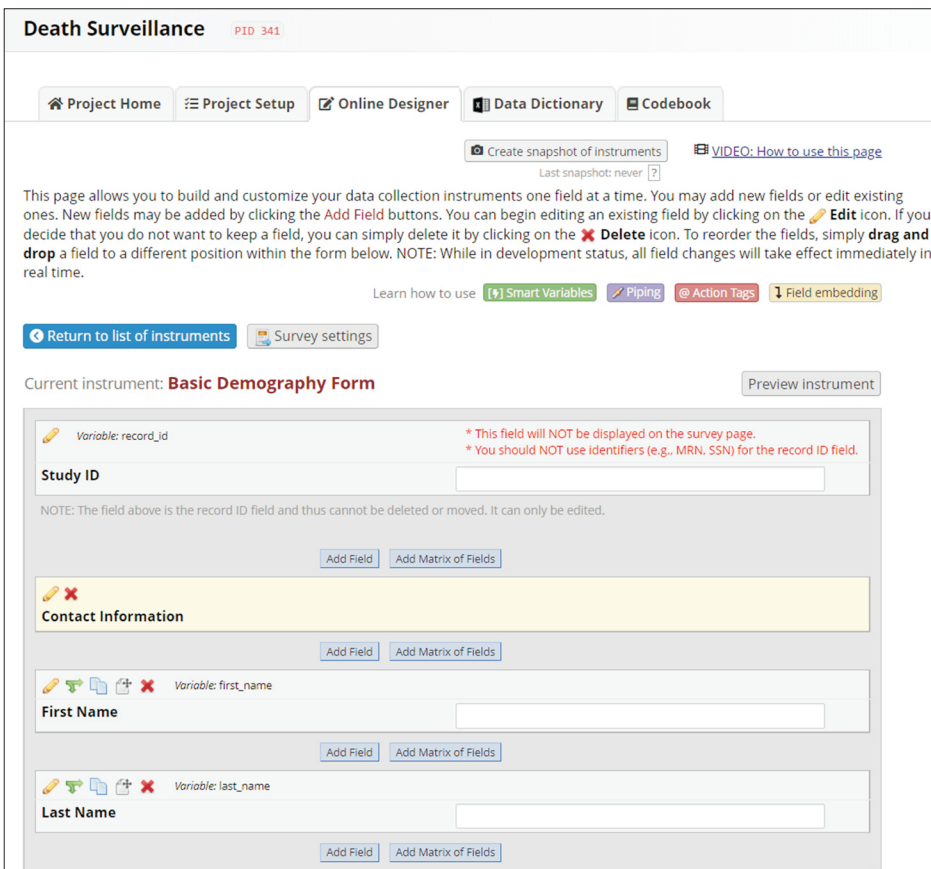 Death Surveillance PID 341
Project Home Project Setup Online Designer Data Dictionary Codebook
Create snapshot of instruments VIDEO: How to use this page
Last snapshot: never ?
This page allows you to build and customize your data collection instruments one field at a time. You may add new fields or edit existing
ones. New fields may be added by clicking the Add Field buttons. You can begin editing an existing field by clicking on the Edit icon. If you
decide that you do not want to keep a field, you can simply delete it by clicking on the Delete icon. To reorder the fields, simply drag and
drop a field to a different position within the form below. NOTE: While in development status, all field changes will take effect immediately in
real time.
Learn how to use [ ] Smart Variables Piping @ Action Tags Field embedding
Return to list of instruments Survey settings
Current instrument: Basic Demography Form Preview instrument
Variable: record_id * This field will NOT be displayed on the survey page.
* You should NOT use identifiers (e.g., MRN, SSN) for the record ID field.
Study ID
NOTE: The field above is the record ID field and thus cannot be deleted or moved. It can only be edited.
Add Field Add Matrix of Fields
Contact Information
Add Field Add Matrix of Fields
Variable: first_name
First Name
Add Field Add Matrix of Fields
Variable: last_name
Last Name
Add Field Add Matrix of Fields